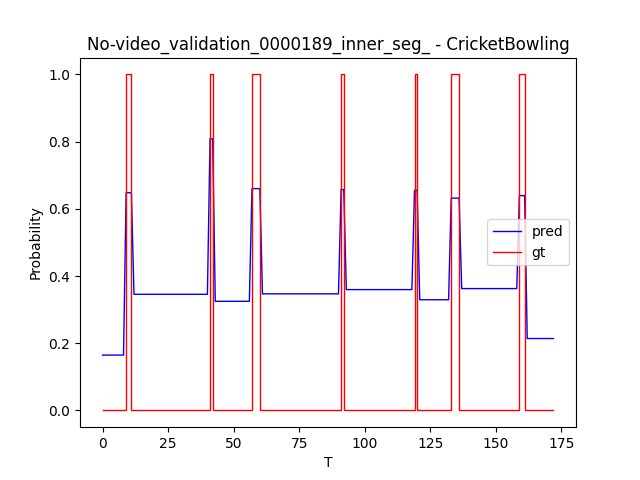 No-video_validation_0000189_inner_seg_ - CricketBowling
Probability
1.0
0.8
0.6
0.4
0.2
0.0
pred
gt
0 25 50 75 100 125 150 175
T